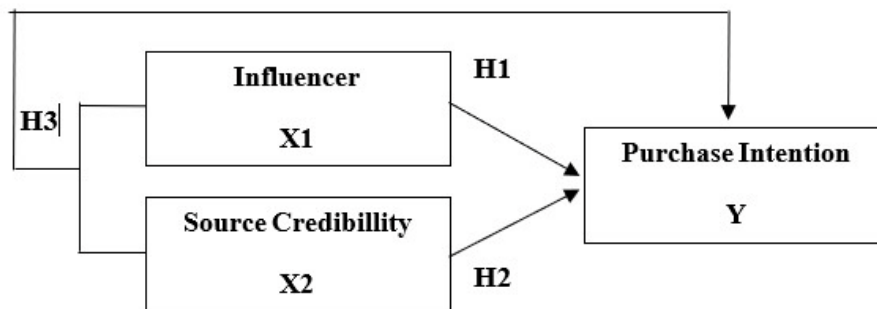 Influencer
X1
H1
H3
Purchase Intention
Y
Source Credibillity
X2
H2